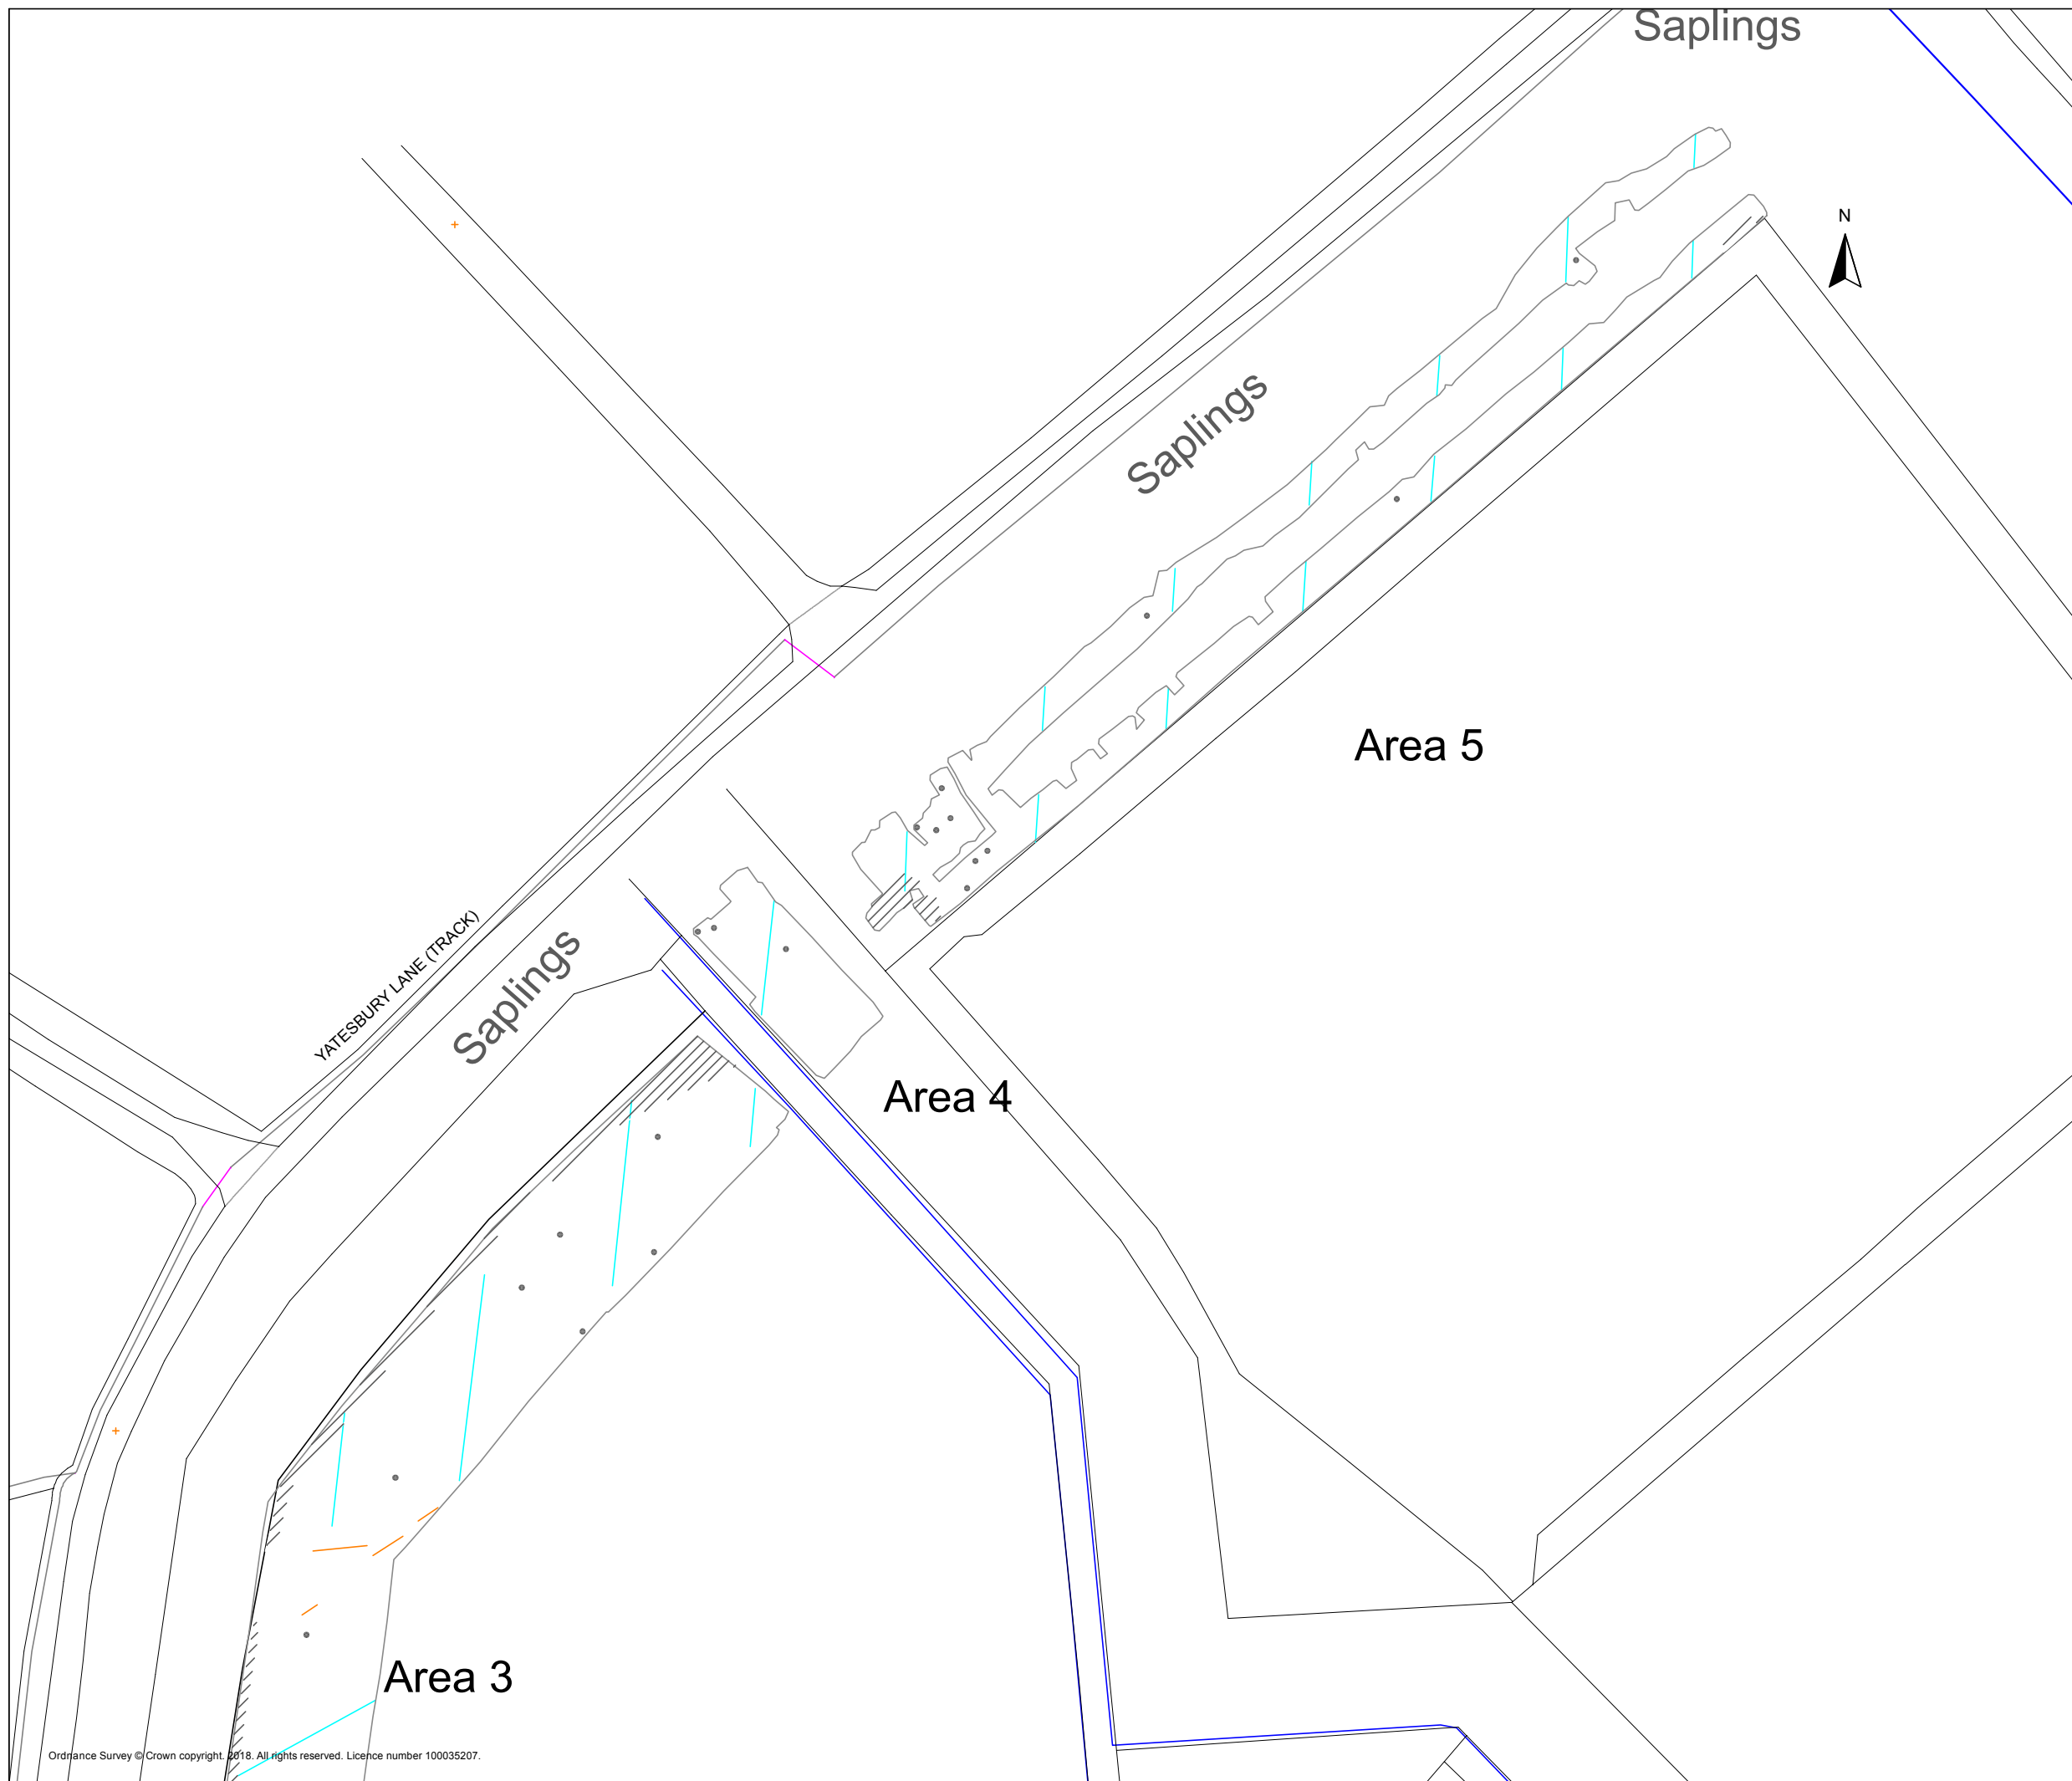 Saplings
N
Saplings
Area 5
YATESBURY LANE (TRACK)
Saplings
Area 4
Area 3
Ordnance Survey © Crown copyright. 2018. All rights reserved. Licence number 100035207.